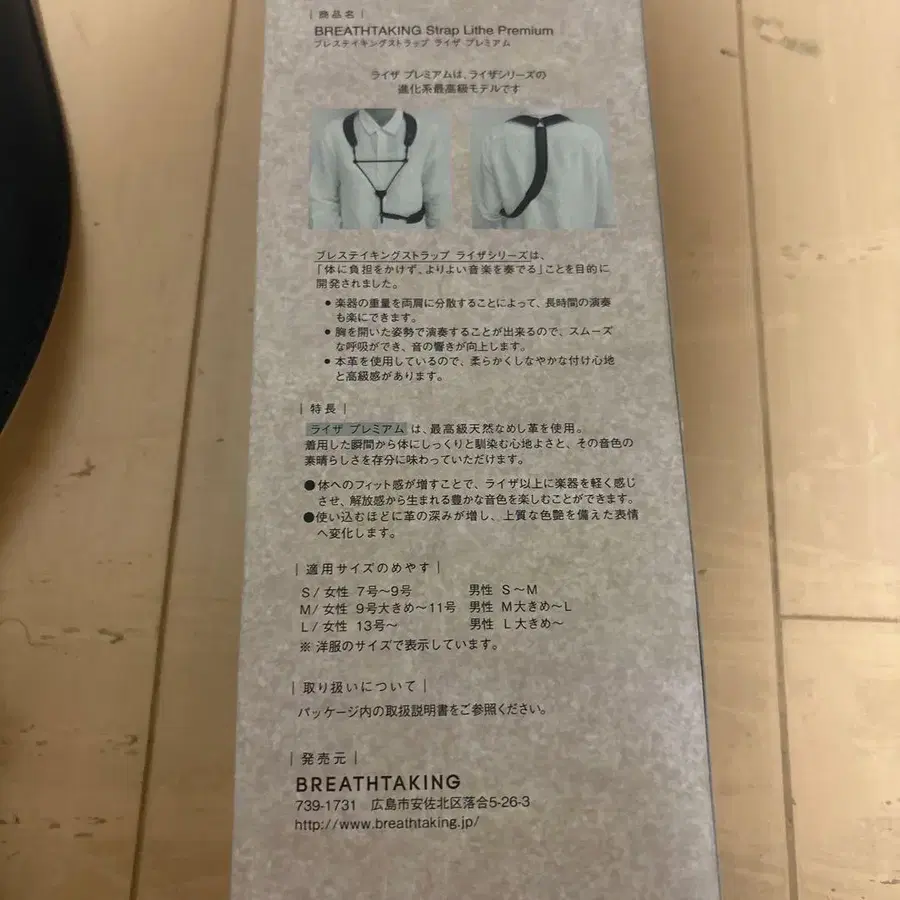 | 商品名 |
BREATHTAKING Strap Lithe Premium
ブレステイキングストラップ ライザ プレミアム
ライザ プレミアムは、ライザシリーズの
進化系最高級モデルです
ブレステイキングストラップ ライザシリーズは、
「体に負担をかけず、よりよい音楽を奏でる」ことを目的に
開発されました。
● 楽器の重量を両肩に分散することによって、長時間の演奏
も楽にできます。
● 胸を開いた姿勢で演奏することが出来るので、スムーズ
な呼吸ができ、音の響きが向上します。
● 本革を使用しているので、柔らかくしなやかな付け心地
と高級感があります。
| 特長 |
ライザ プレミアム は、最高級天然なめし革を使用。
着用した瞬間から体にしっくりと馴染む心地よさと、その音色の
素晴らしさを存分に味わっていただけます。
●体へのフィット感が増すことで、ライザ以上に楽器を軽く感じ
させ、解放感から生まれる豊かな音色を楽しむことができます。
●使い込むほどに革の深みが増し、上質な色艶を備えた表情
へ変化します。
| 適用サイズのめやす |
S / 女性 7号〜9号 男性 S〜M
M / 女性 9号大きめ〜11号 男性 M大きめ〜L
L / 女性 13号〜 男性 L大きめ〜
※ 洋服のサイズで表示しています。
| 取り扱いについて |
パッケージ内の取扱説明書をご参照ください。
| 発売元 |
BREATHTAKING
739-1731 広島市安佐北区落合5-26-3
http://www.breathtaking.jp/